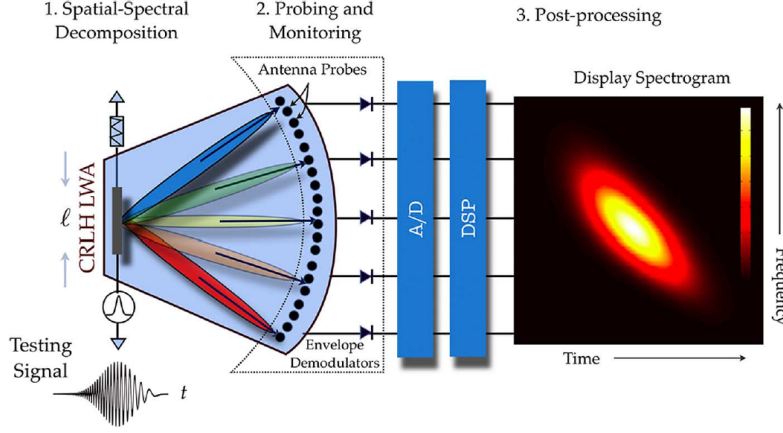 1. Spatial-Spectral
Decomposition
2. Probing and
Monitoring
3. Post-processing
Antenna Probes
Display Spectrogram
ℓ
CRLH LWA
A/D
DSP
Frequency
Envelope
Demodulators
Time
Testing
Signal
t